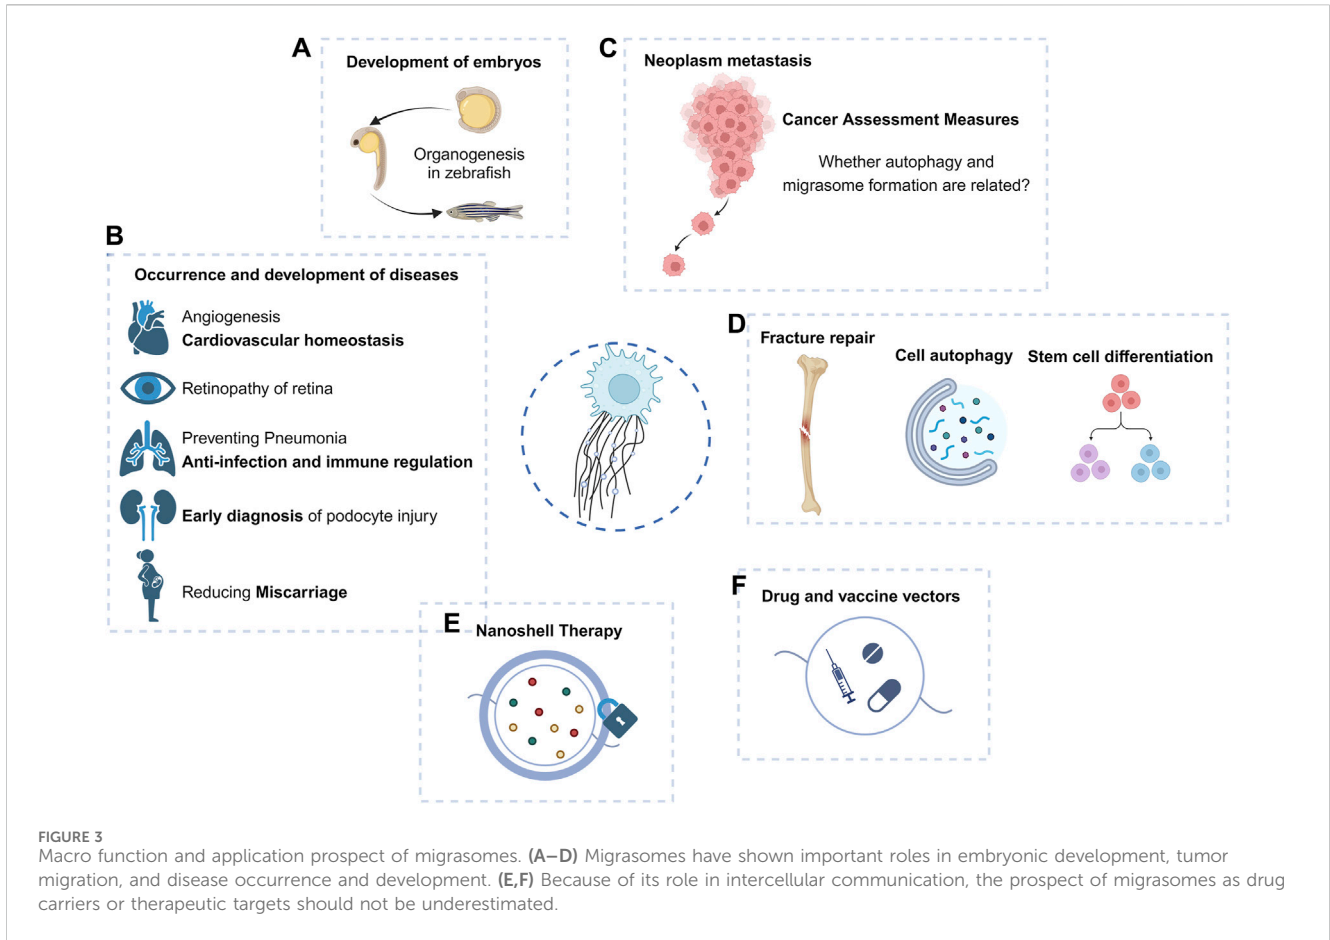 A
Development of embryos
Organogenesis
in zebrafish
B
Occurrence and development of diseases
Angiogenesis
Cardiovascular homeostasis
Retinopathy of retina
Preventing Pneumonia
Anti-infection and immune regulation
Early diagnosis of podocyte injury
Reducing Miscarriage
C
Neoplasm metastasis
Cancer Assessment Measures
Whether autophagy and
migrasome formation are related?
D
Fracture repair
Cell autophagy
Stem cell differentiation
E
Nanoshell Therapy
F
Drug and vaccine vectors
FIGURE 3
Macro function and application prospect of migrasomes. (A–D) Migrasomes have shown important roles in embryonic development, tumor
migration, and disease occurrence and development. (E,F) Because of its role in intercellular communication, the prospect of migrasomes as drug
carriers or therapeutic targets should not be underestimated.